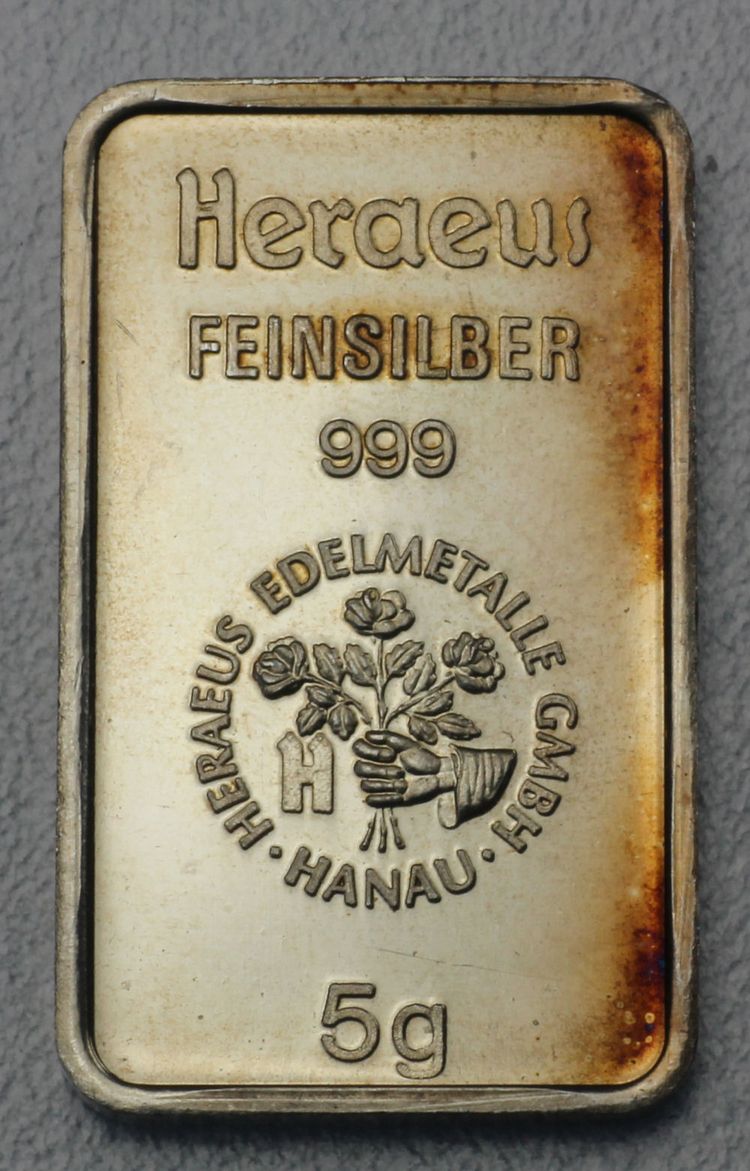 Heraeus
FEINSILBER
999
HERAEUS EDELMETALLE GMBH
H
· HANAU ·
5g